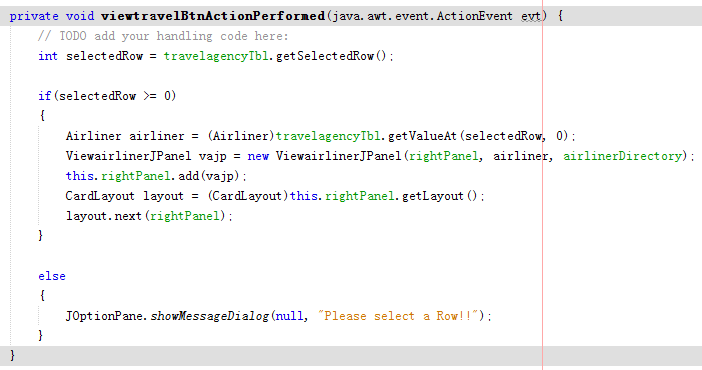 private void viewtravelBtnActionPerformed(java.awt.event.ActionEvent evt) {
// TODO add your handling code here:
int selectedRow = travelagencyTbl.getSelectedRow();
if(selectedRow >= 0)
{
Airliner airliner = (Airliner)travelagencyTbl.getValueAt(selectedRow, 0);
ViewairlinerJPanel vajp = new ViewairlinerJPanel(rightPanel, airliner, airlinerDirectory);
this.rightPanel.add(vajp);
CardLayout layout = (CardLayout)this.rightPanel.getLayout();
layout.next(rightPanel);
}
else
{
JOptionPane.showMessageDialog(null, "Please select a Row!!");
}
}